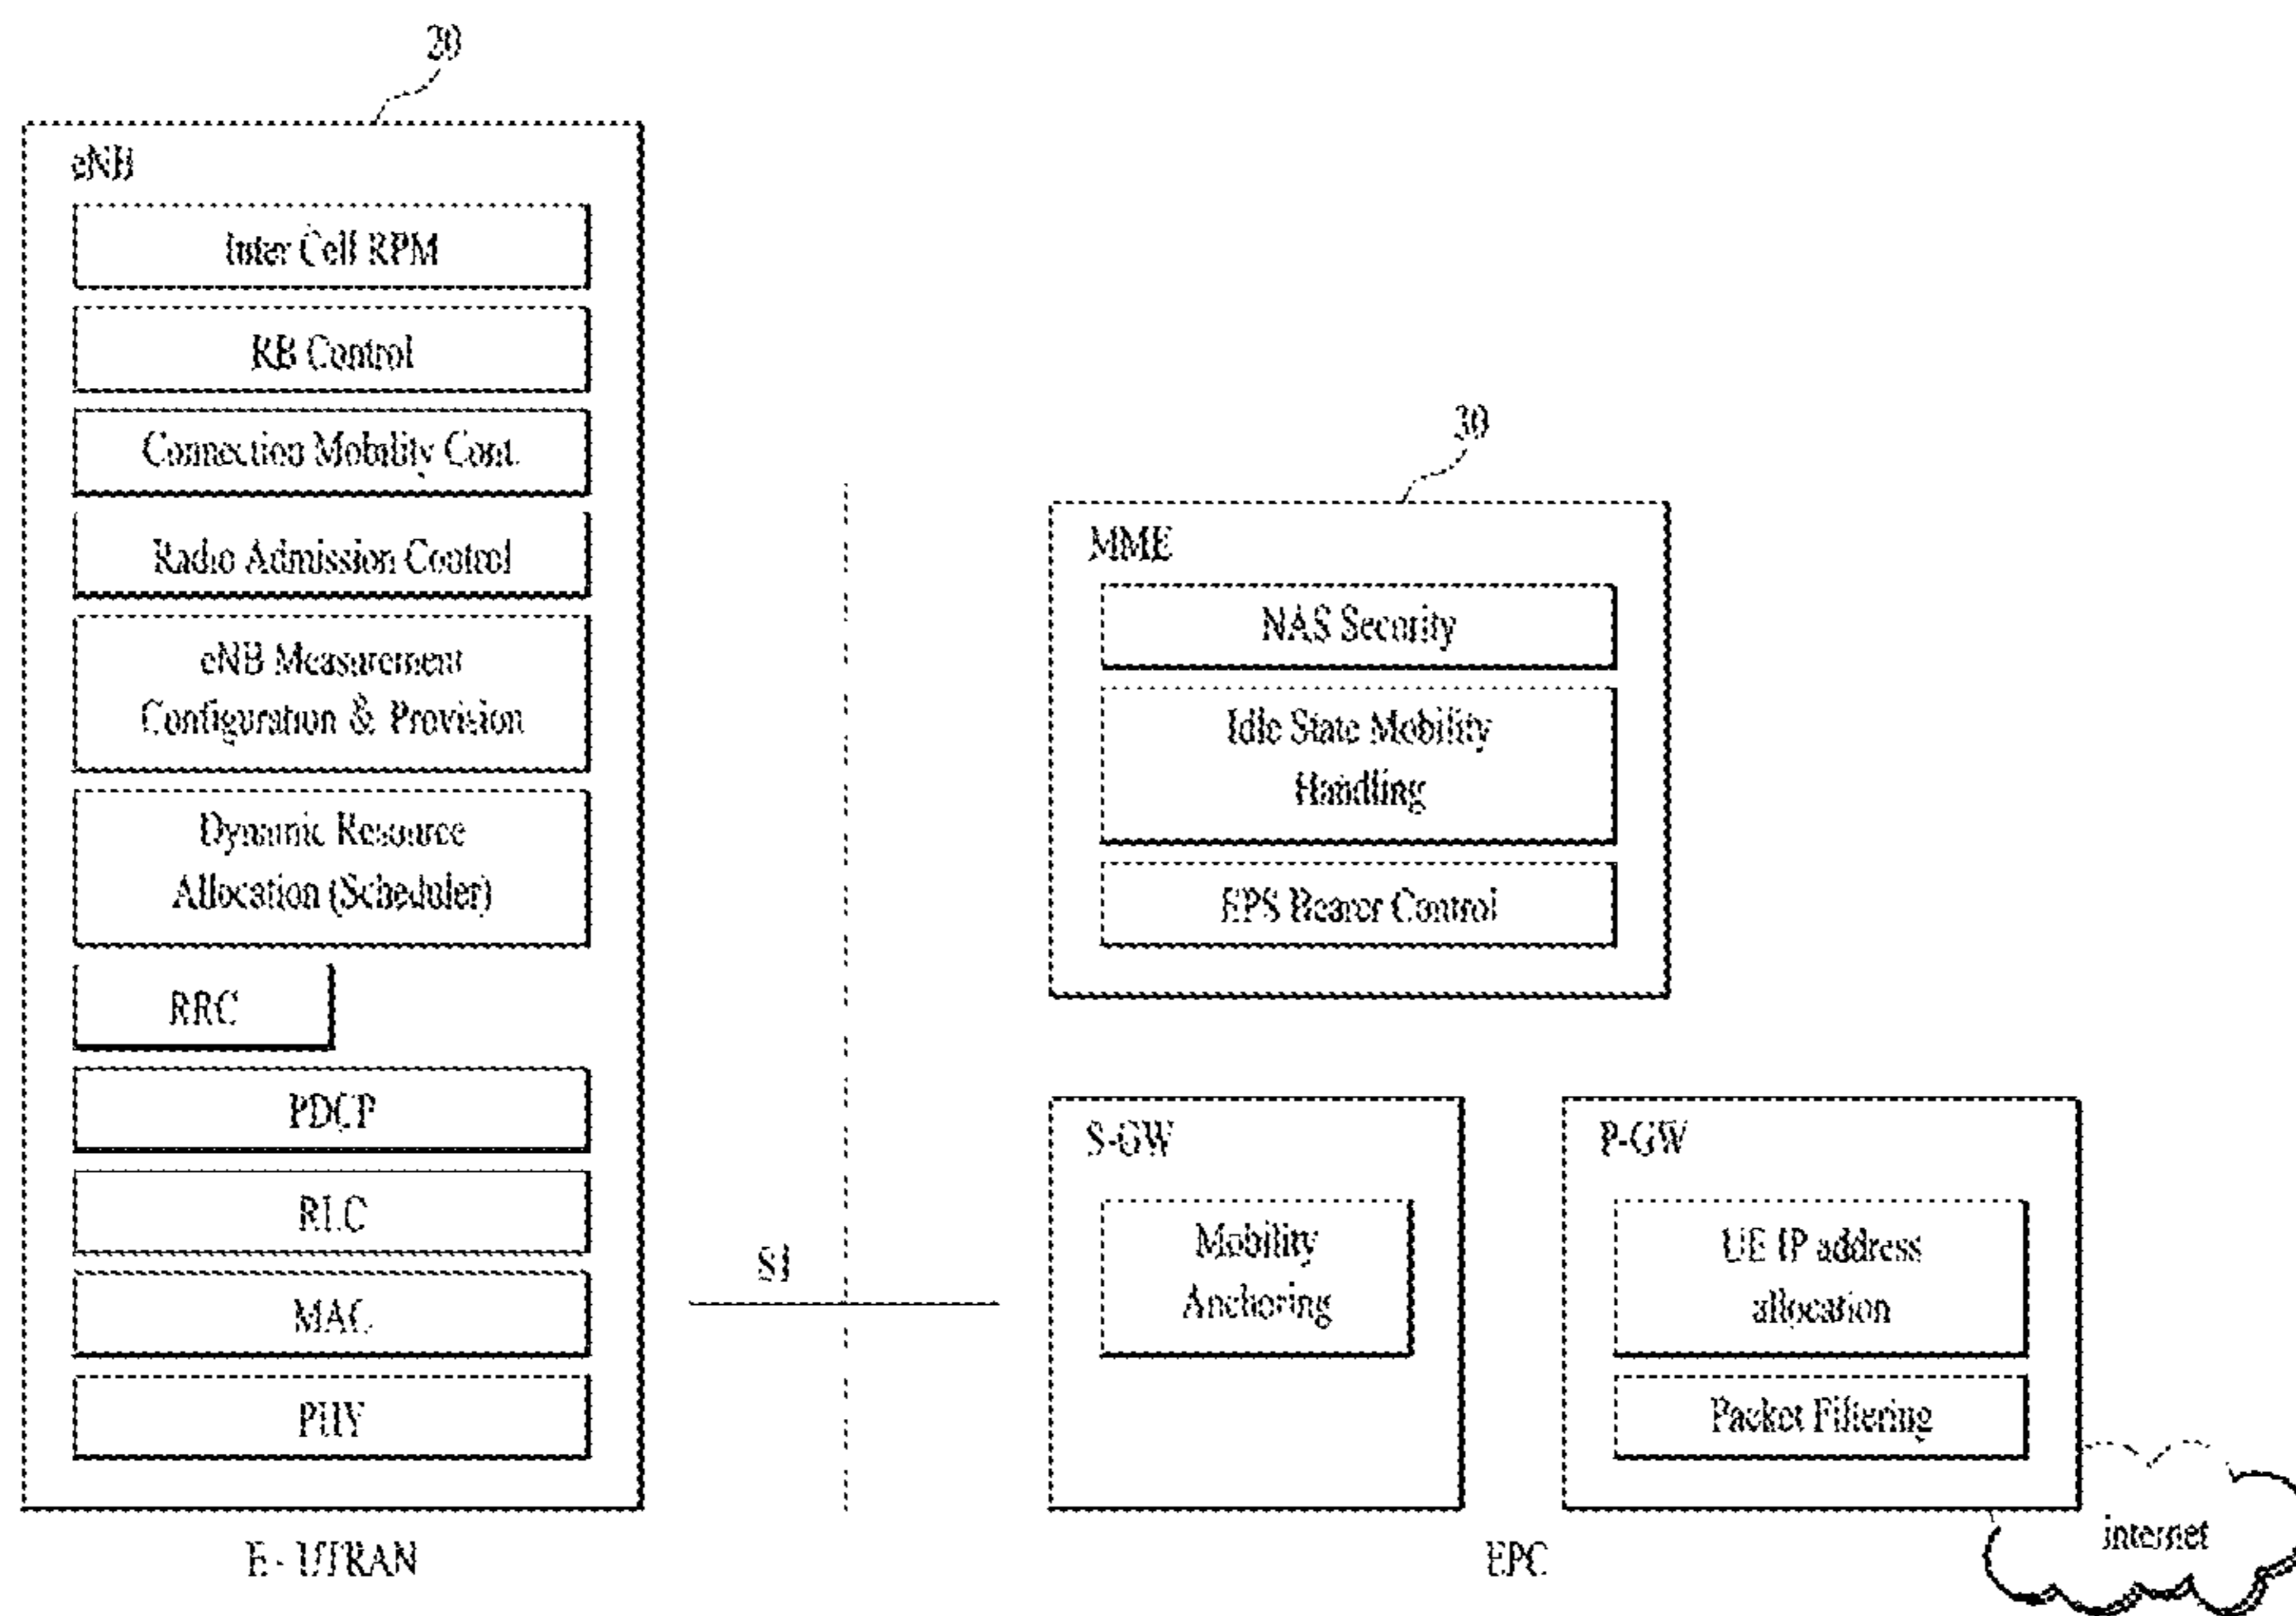 20
eNB
Inter Cell RPM
RB Control
Connection Mobility Cont.
Radio Admission Control
eNB Measurement
Configuration & Provision
Dynamic Resource
Allocation (Scheduler)
RRC
PDCP
RLC
MAC
PHY
E - UTRAN
S1
30
MME
NAS Security
Idle State Mobility
Handling
EPS Bearer Control
S-GW
Mobility
Anchoring
P-GW
UE IP address
allocation
Packet Filtering
internet
EPC